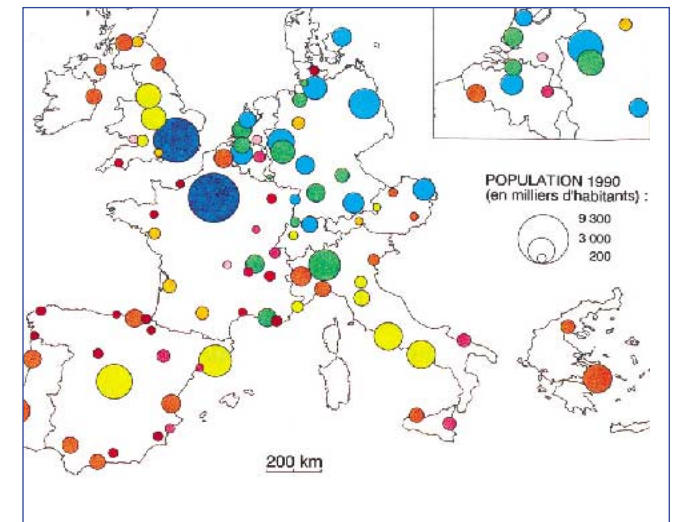 POPULATION 1990
(en milliers d'habitants) :
9 300
3 000
200
200 km